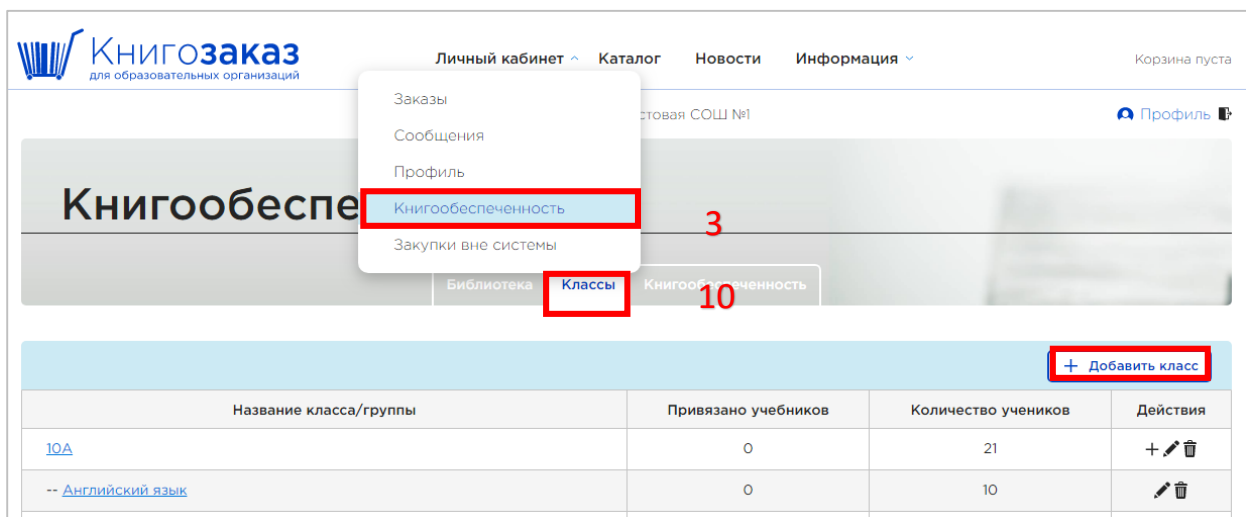 Книгозаказ
для образовательных организаций
Личный кабинет Каталог Новости Информация Корзина пуста
Заказы
СОШ №1 Профиль
Сообщения
Профиль
Книгообеспе
Книгообеспеченность
3
Закупки вне системы
Библиотека Классы
10
+ Добавить класс
Название класса/группы Привязано учебников Количество учеников Действия
10А 0 21 +
-- Английский язык 0 10